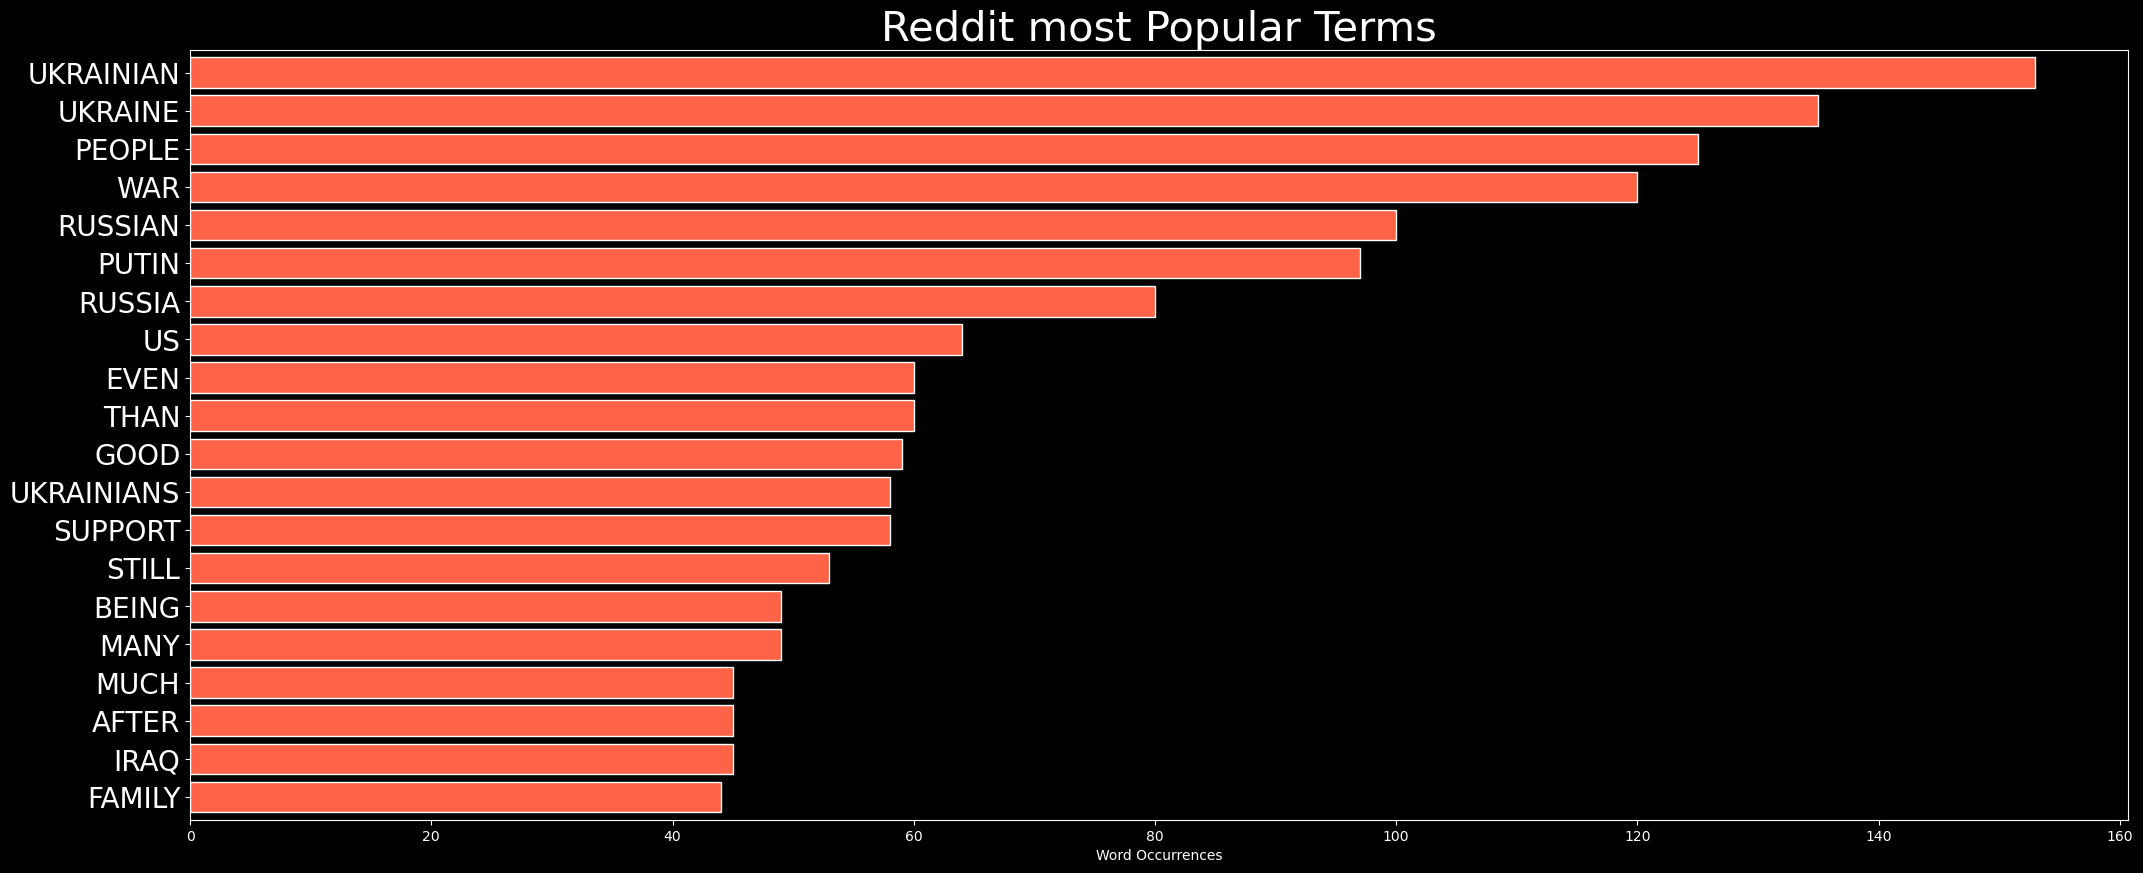 Reddit most Popular Terms
UKRAINIAN
UKRAINE
PEOPLE
WAR
RUSSIAN
PUTIN
RUSSIA
US
EVEN
THAN
GOOD
UKRAINIANS
SUPPORT
STILL
BEING
MANY
MUCH
AFTER
IRAQ
FAMILY
0 20 40 60 80 100 120 140 160
Word Occurrences